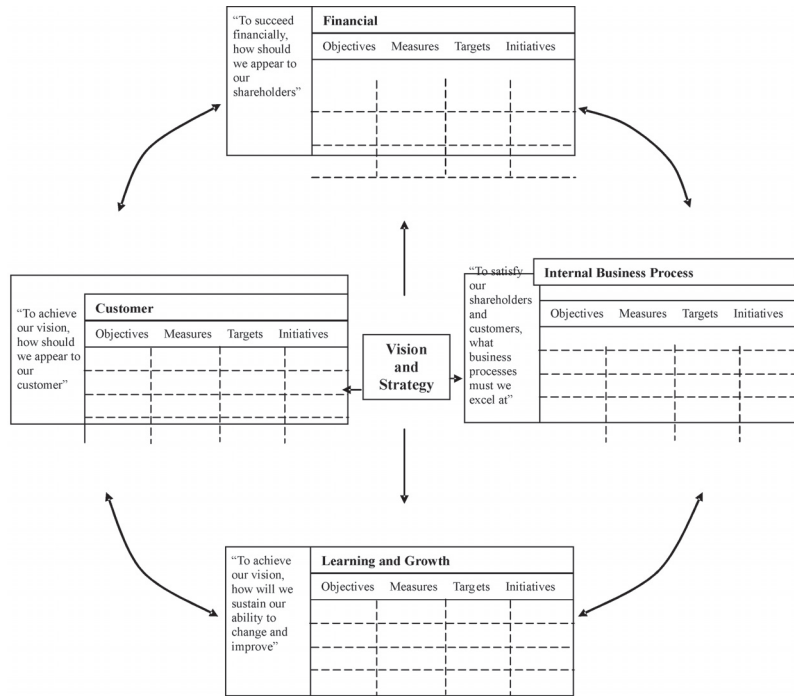 "To succeed
financially,
how should
we appear to
our
shareholders"
Financial
Objectives Measures Targets Initiatives
"To achieve
our vision,
how should
we appear to
our
customer"
Customer
Objectives Measures Targets Initiatives
Vision
and
Strategy
"To satisfy
our
shareholders
and
customers,
what
business
processes
must we
excel at"
Internal Business Process
Objectives Measures Targets Initiatives
"To achieve
our vision,
how will we
sustain our
ability to
change and
improve"
Learning and Growth
Objectives Measures Targets Initiatives